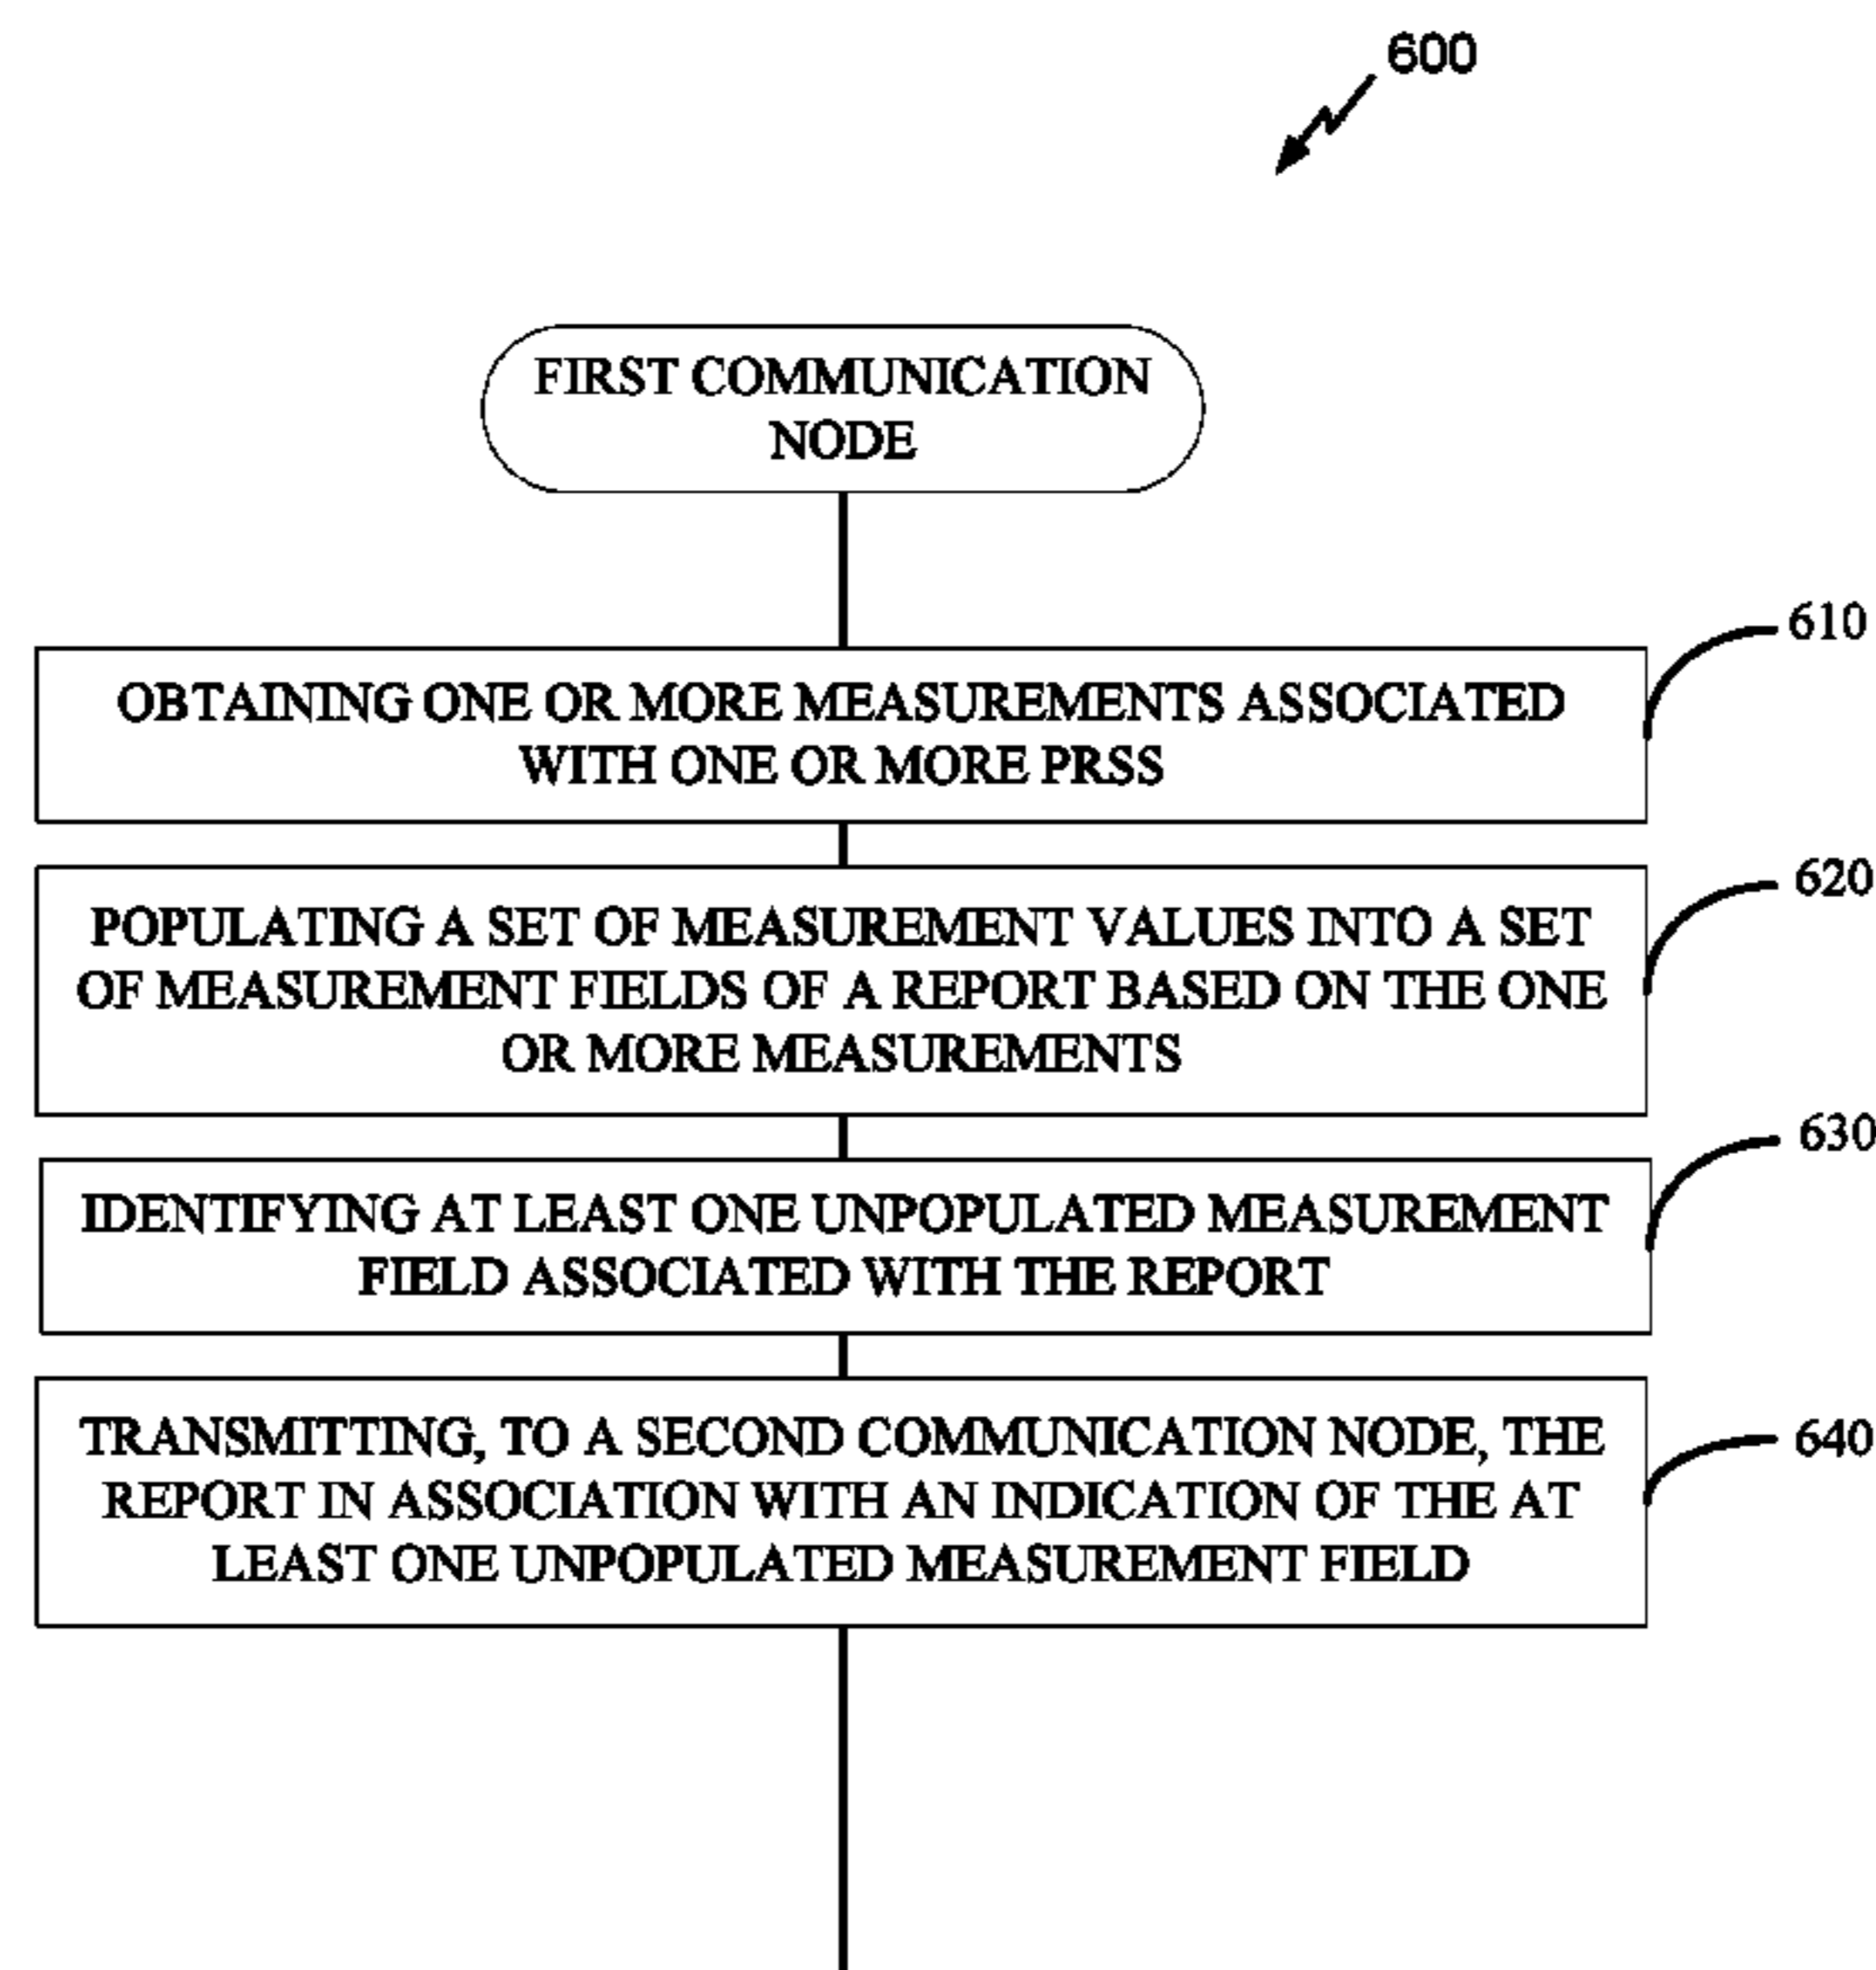 600
FIRST COMMUNICATION
NODE
610
OBTAINING ONE OR MORE MEASUREMENTS ASSOCIATED
WITH ONE OR MORE PRSS
620
POPULATING A SET OF MEASUREMENT VALUES INTO A SET
OF MEASUREMENT FIELDS OF A REPORT BASED ON THE ONE
OR MORE MEASUREMENTS
630
IDENTIFYING AT LEAST ONE UNPOPULATED MEASUREMENT
FIELD ASSOCIATED WITH THE REPORT
640
TRANSMITTING, TO A SECOND COMMUNICATION NODE, THE
REPORT IN ASSOCIATION WITH AN INDICATION OF THE AT
LEAST ONE UNPOPULATED MEASUREMENT FIELD